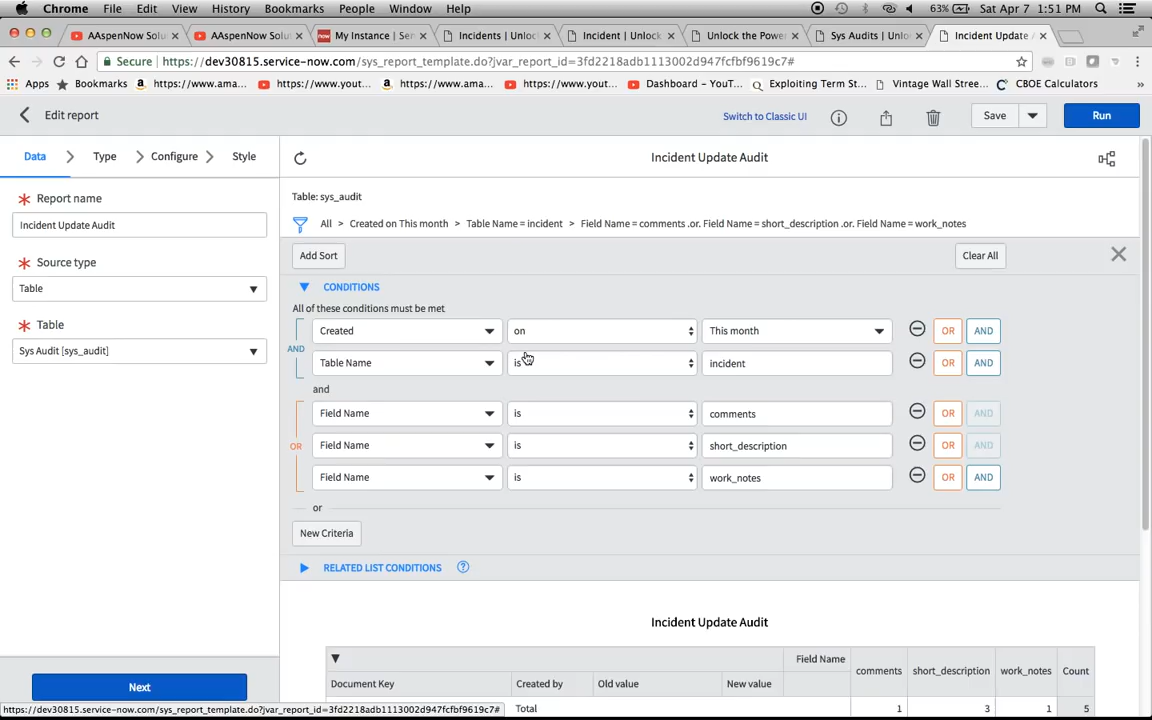 Chrome File Edit View History Bookmarks People Window Help 63% Sat Apr 7 1:51 PM
AAspenNow Solu AAspenNow Solu My Instance | Serv Incidents | Unlock Incident | Unlock Unlock the Power Sys Audits | Unloc Incident Update A
Secure https://dev30815.service-now.com/sys_report_template.do?jvar_report_id=3fd2218adb1113002d947fcfbf9619c7#
Apps Bookmarks https://www.ama... https://www.yout... https://www.ama... https://www.yout... Dashboard - YouT... Exploiting Term St... Vintage Wall Stree... CBOE Calculators »
Edit report Switch to Classic UI Save Run
Data Type Configure Style Incident Update Audit
Report name
Incident Update Audit
Source type
Table
Table
Sys Audit [sys_audit]
Next
Table: sys_audit
All > Created on This month > Table Name = incident > Field Name = comments .or. Field Name = short_description .or. Field Name = work_notes
Add Sort Clear All
CONDITIONS
All of these conditions must be met
Created on This month OR AND
AND
Table Name is incident OR AND
and
Field Name is comments OR AND
OR Field Name is short_description OR AND
Field Name is work_notes OR AND
or
New Criteria
RELATED LIST CONDITIONS ?
Incident Update Audit
Field Name comments short_description work_notes Count
Document Key Created by Old value New value
Total 1 3 1 5
https://dev30815.service-now.com/sys_report_template.do?jvar_report_id=3fd2218adb1113002d947fcfbf9619c7#